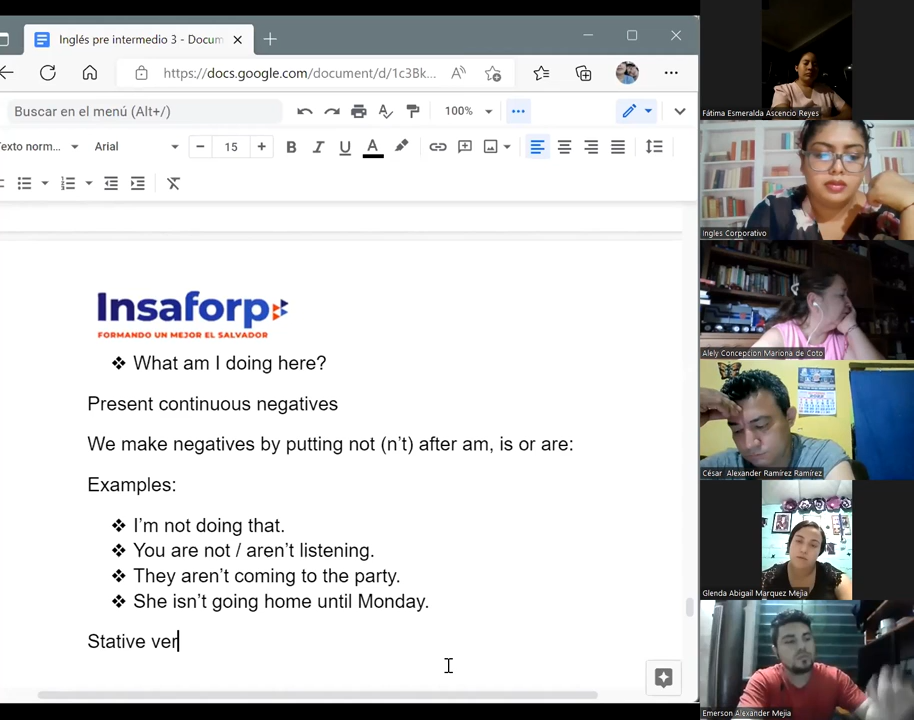 Inglés pre intermedio 3 - Docum
https://docs.google.com/document/d/1c3Bk...
Buscar en el menú (Alt+/)
100%
exto norm...
Arial
15
Insaforp
FORMANDO UN MEJOR EL SALVADOR
❖ What am I doing here?
Present continuous negatives
We make negatives by putting not (n't) after am, is or are:
Examples:
❖ I'm not doing that.
❖ You are not / aren't listening.
❖ They aren't coming to the party.
❖ She isn't going home until Monday.
Stative ver
Fátima Esmeralda Ascencio Reyes
Ingles Corporativo
Alely Concepcion Mariona de Coto
César Alexander Ramírez Ramírez
Glenda Abigail Marquez Mejia
Emerson Alexander Mejia